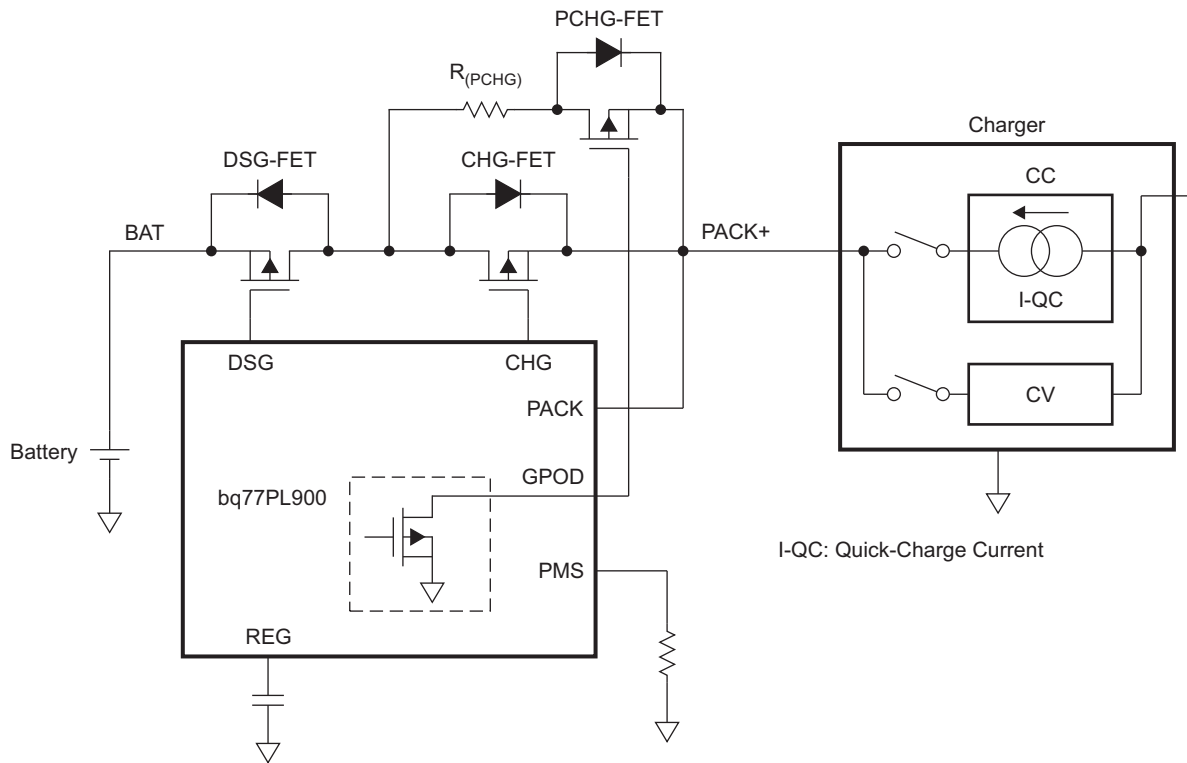 PCHG-FET
R(PCHG)
Charger
DSG-FET
CHG-FET
CC
BAT
PACK+
I-QC
DSG
CHG
PACK
CV
Battery
GPOD
bq77PL900
I-QC: Quick-Charge Current
PMS
REG